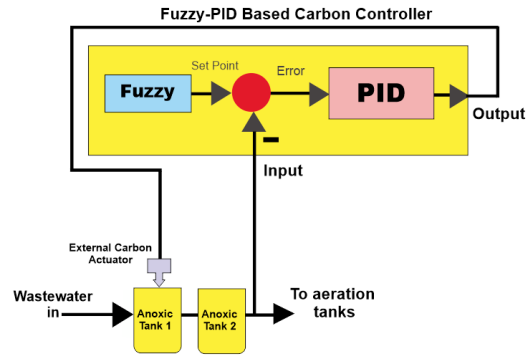 Fuzzy-PID Based Carbon Controller
Set Point
Error
Fuzzy
PID
Output
Input
External Carbon
Actuator
Wastewater
in
Anoxic
Tank 1
Anoxic
Tank 2
To aeration
tanks